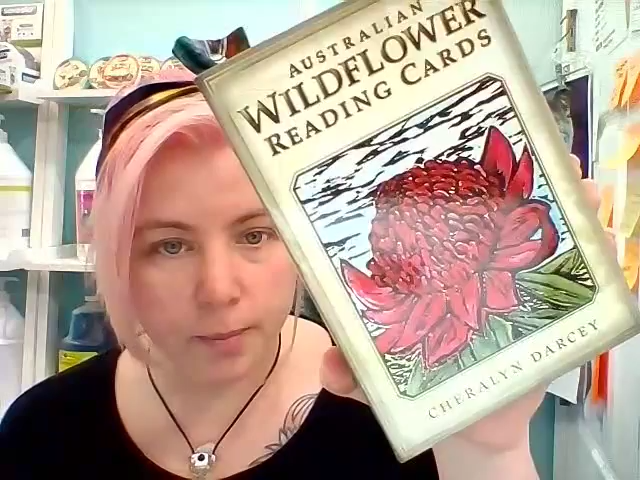 AUSTRALIAN
WILDFLOWER
READING CARDS
CHERALYN DARCEY